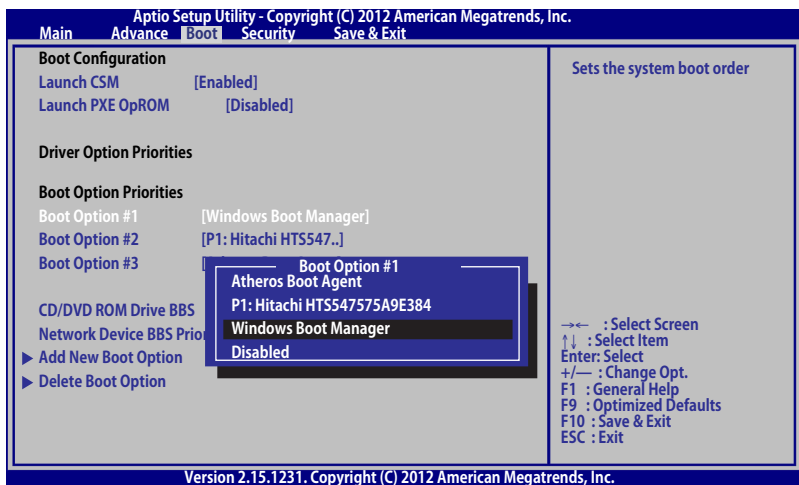 Aptio Setup Utility - Copyright (C) 2012 American Megatrends, Inc.
Main Advance Boot Security Save & Exit
Boot Configuration
Launch CSM [Enabled]
Launch PXE OpROM [Disabled]
Driver Option Priorities
Boot Option Priorities
Boot Option #1 [Windows Boot Manager]
Boot Option #2 [P1: Hitachi HTS547..]
Boot Option #3
CD/DVD ROM Drive BBS
Network Device BBS
Add New Boot Option
Delete Boot Option
Boot Option #1
Atheros Boot Agent
P1: Hitachi HTS547575A9E384
Windows Boot Manager
Disabled
Sets the system boot order
→← : Select Screen
↑↓ : Select Item
Enter: Select
+/— : Change Opt.
F1 : General Help
F9 : Optimized Defaults
F10 : Save & Exit
ESC : Exit
Version 2.15.1231. Copyright (C) 2012 American Megatrends, Inc.